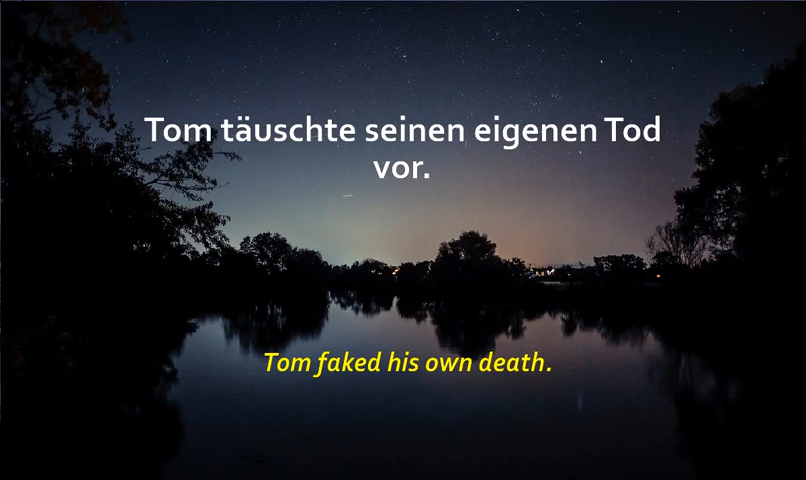 Tom täuschte seinen eigenen Tod
vor.
Tom faked his own death.